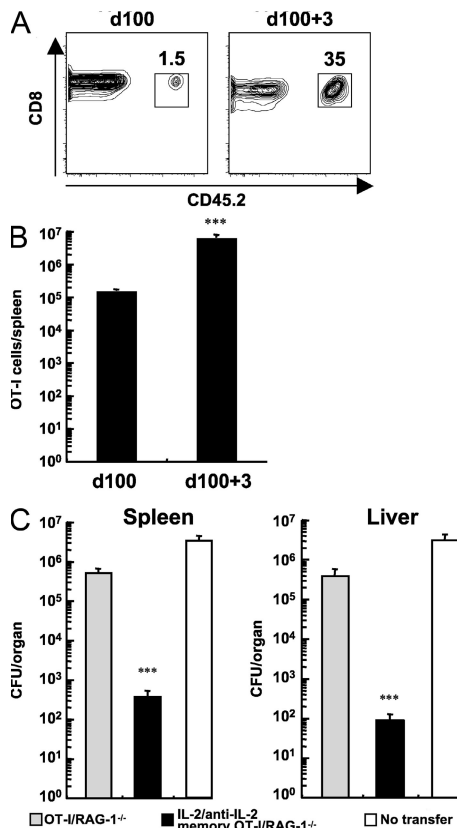 A
d100
d100+3
1.5
35
CD8
CD45.2
B
***
OT-I cells/spleen
10⁷
10⁶
10⁵
10⁴
10³
10²
10¹
10⁰
d100
d100+3
C
Spleen
Liver
CFU/organ
10⁷
10⁶
10⁵
10⁴
10³
10²
10¹
10⁰
***
CFU/organ
10⁷
10⁶
10⁵
10⁴
10³
10²
10¹
10⁰
***
OT-I/RAG-1⁻/⁻
IL-2/anti-IL-2
memory OT-I/RAG-1⁻/⁻
No transfer